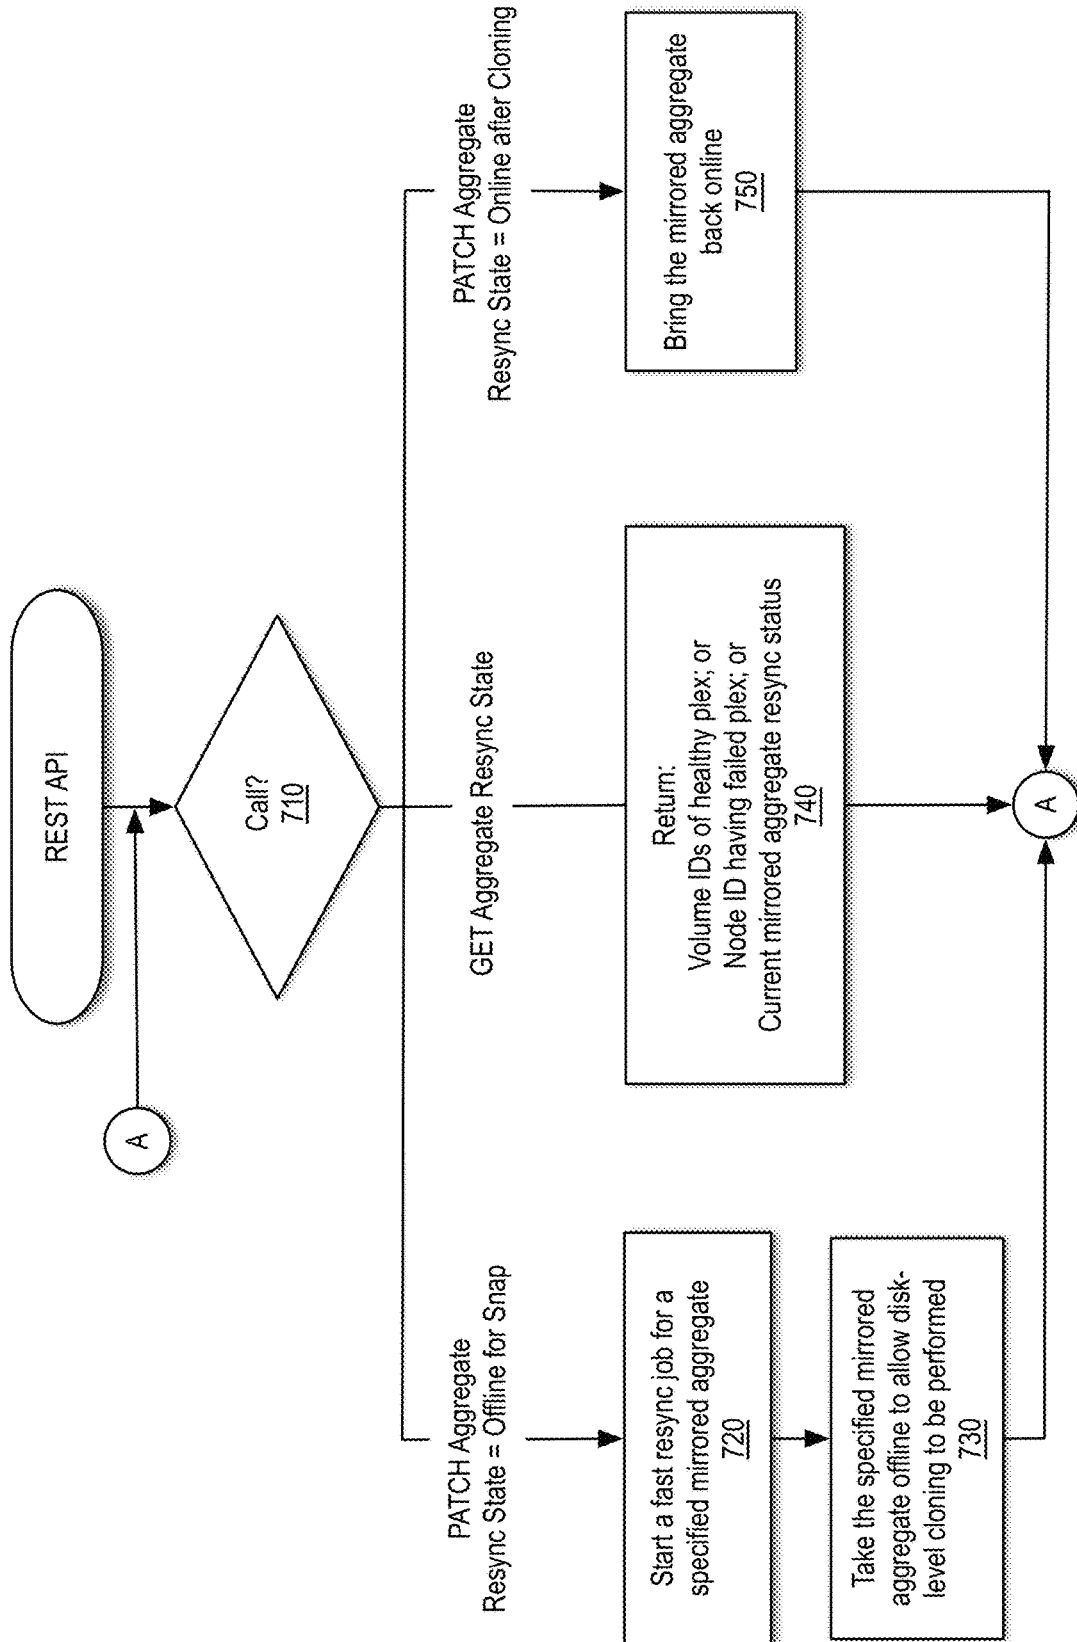 REST API
A
Call?
710
PATCH Aggregate
Resync State = Offline for Snap
GET Aggregate Resync State
PATCH Aggregate
Resync State = Online after Cloning
Start a fast resync job for a
specified mirrored aggregate
720
Take the specified mirrored
aggregate offline to allow disk-
level cloning to be performed
730
Return:
Volume IDs of healthy plex; or
Node ID having failed plex; or
Current mirrored aggregate resync status
740
Bring the mirrored aggregate
back online
750
A